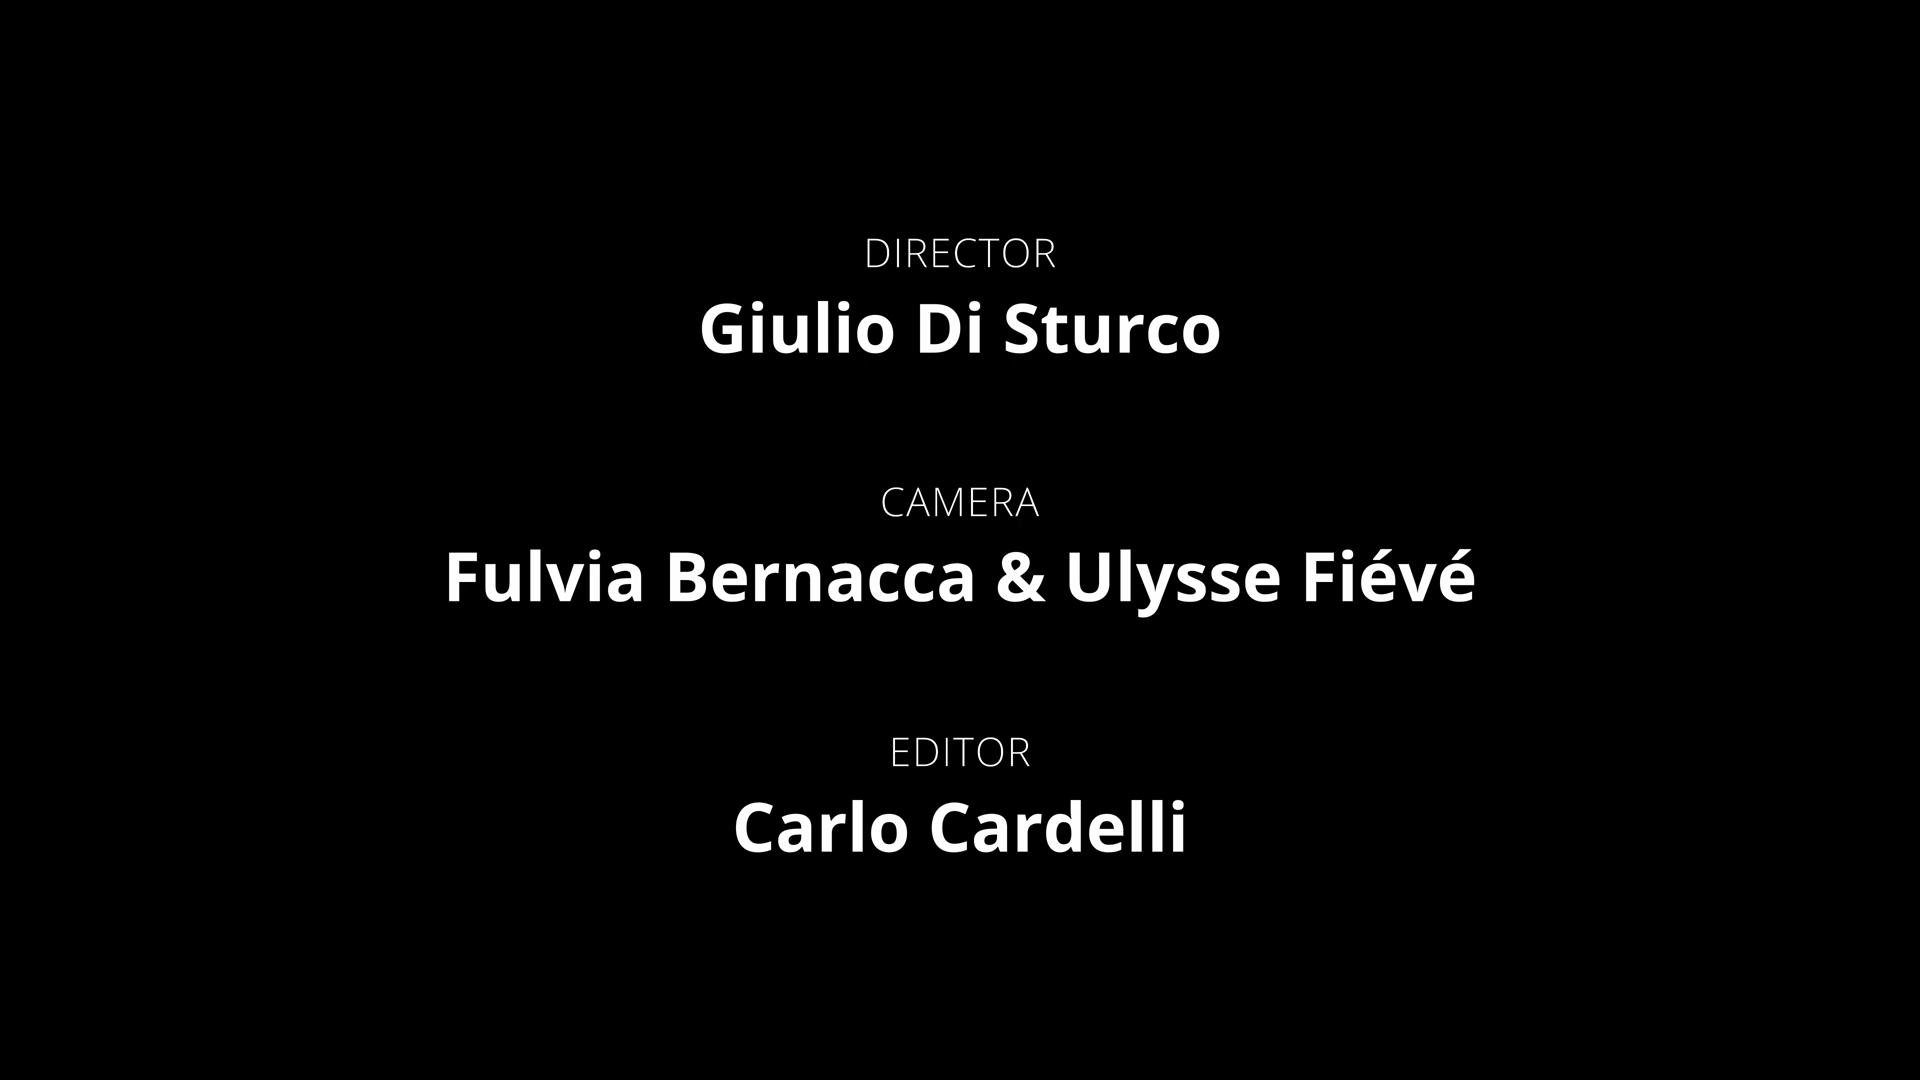 DIRECTOR
Giulio Di Sturco
CAMERA
Fulvia Bernacca & Ulysse Fiévé
EDITOR
Carlo Cardelli